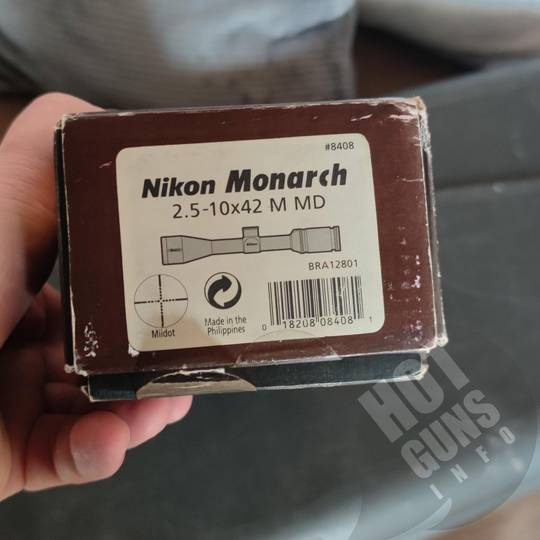 #8408
Nikon Monarch
2.5-10x42 M MD
BRA12801
Mildot
Made in the
Philippines
0 18208 08408 1
HOT
GUNS
INFO